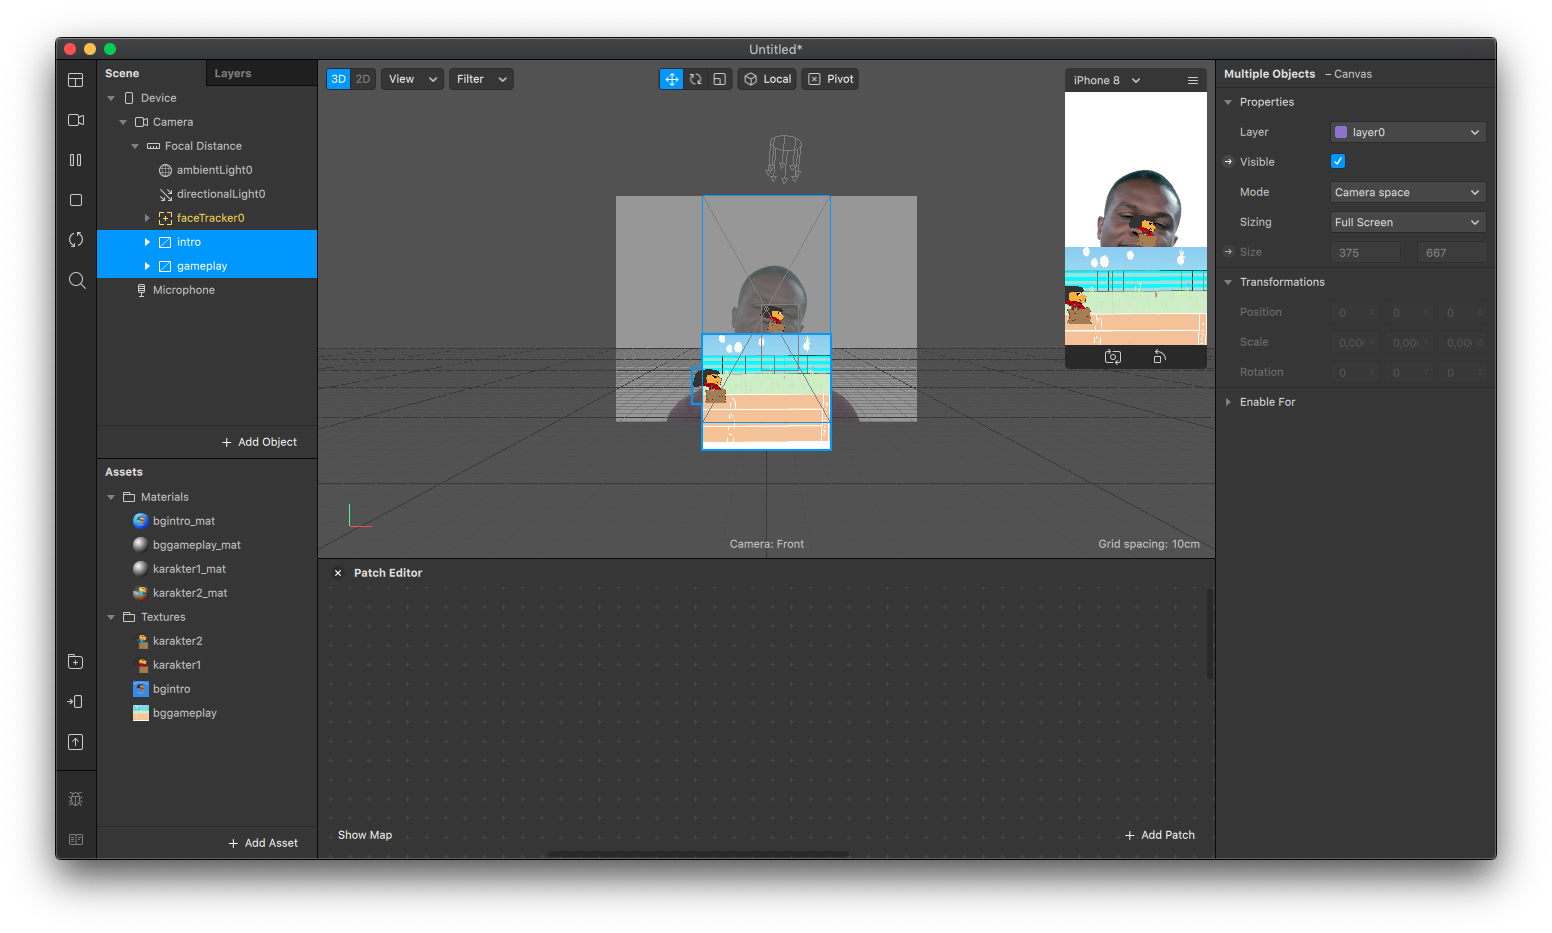 Untitled*
Scene
Layers
Device
Camera
Focal Distance
ambientLight0
directionalLight0
faceTracker0
intro
gameplay
Microphone
+ Add Object
Assets
Materials
bgintro_mat
bggameplay_mat
karakter1_mat
karakter2_mat
Textures
karakter2
karakter1
bgintro
bggameplay
+ Add Asset
3D 2D View Filter Local Pivot
iPhone 8
Camera: Front
Grid spacing: 10cm
Patch Editor
Show Map
+ Add Patch
Multiple Objects – Canvas
Properties
Layer layer0
Visible
Mode Camera space
Sizing Full Screen
Size 375 667
Transformations
Position 0 X 0 Y 0 Z
Scale 0,00 X 0,00 Y 0,00 Z
Rotation 0 X 0 Y 0 Z
Enable For